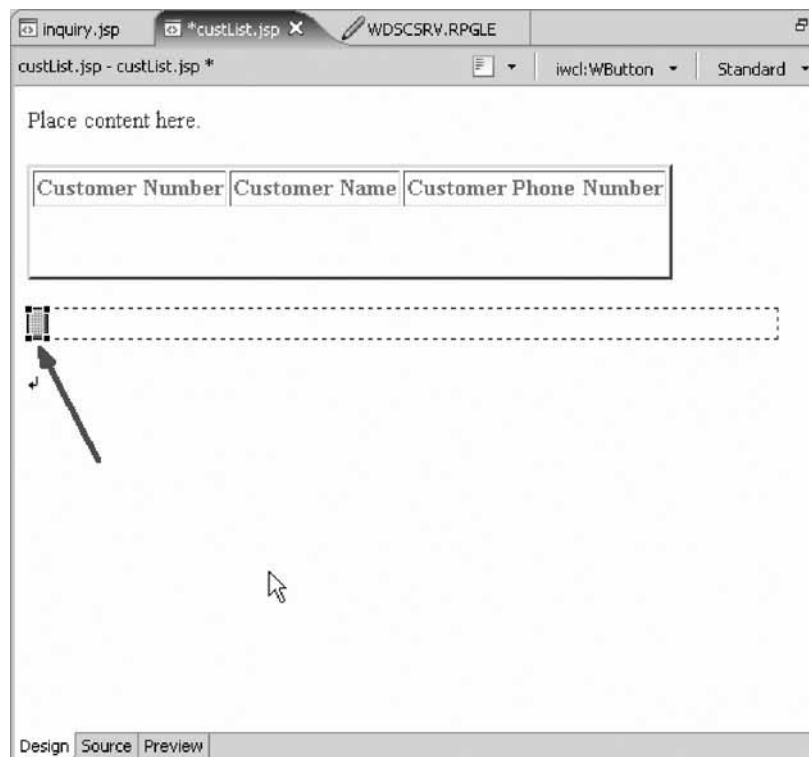 inquiry.jsp *custList.jsp WDSCSRV.RPGLE
custList.jsp - custList.jsp * iwcl:WButton Standard
Place content here.
Customer Number Customer Name Customer Phone Number
Design Source Preview